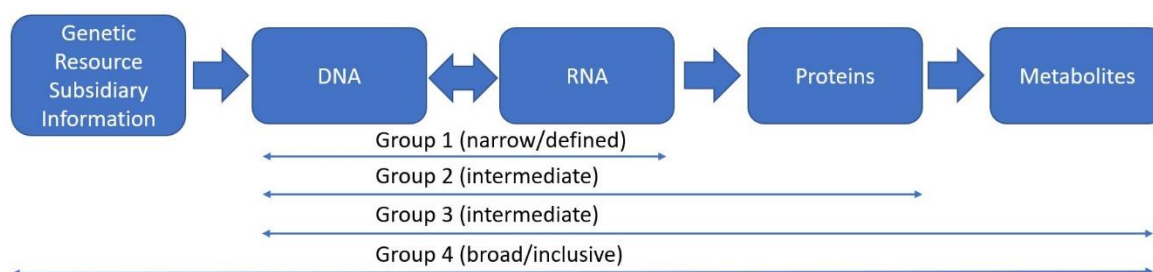 Genetic
Resource
Subsidiary
Information
DNA
RNA
Proteins
Metabolites
Group 1 (narrow/defined)
Group 2 (intermediate)
Group 3 (intermediate)
Group 4 (broad/inclusive)